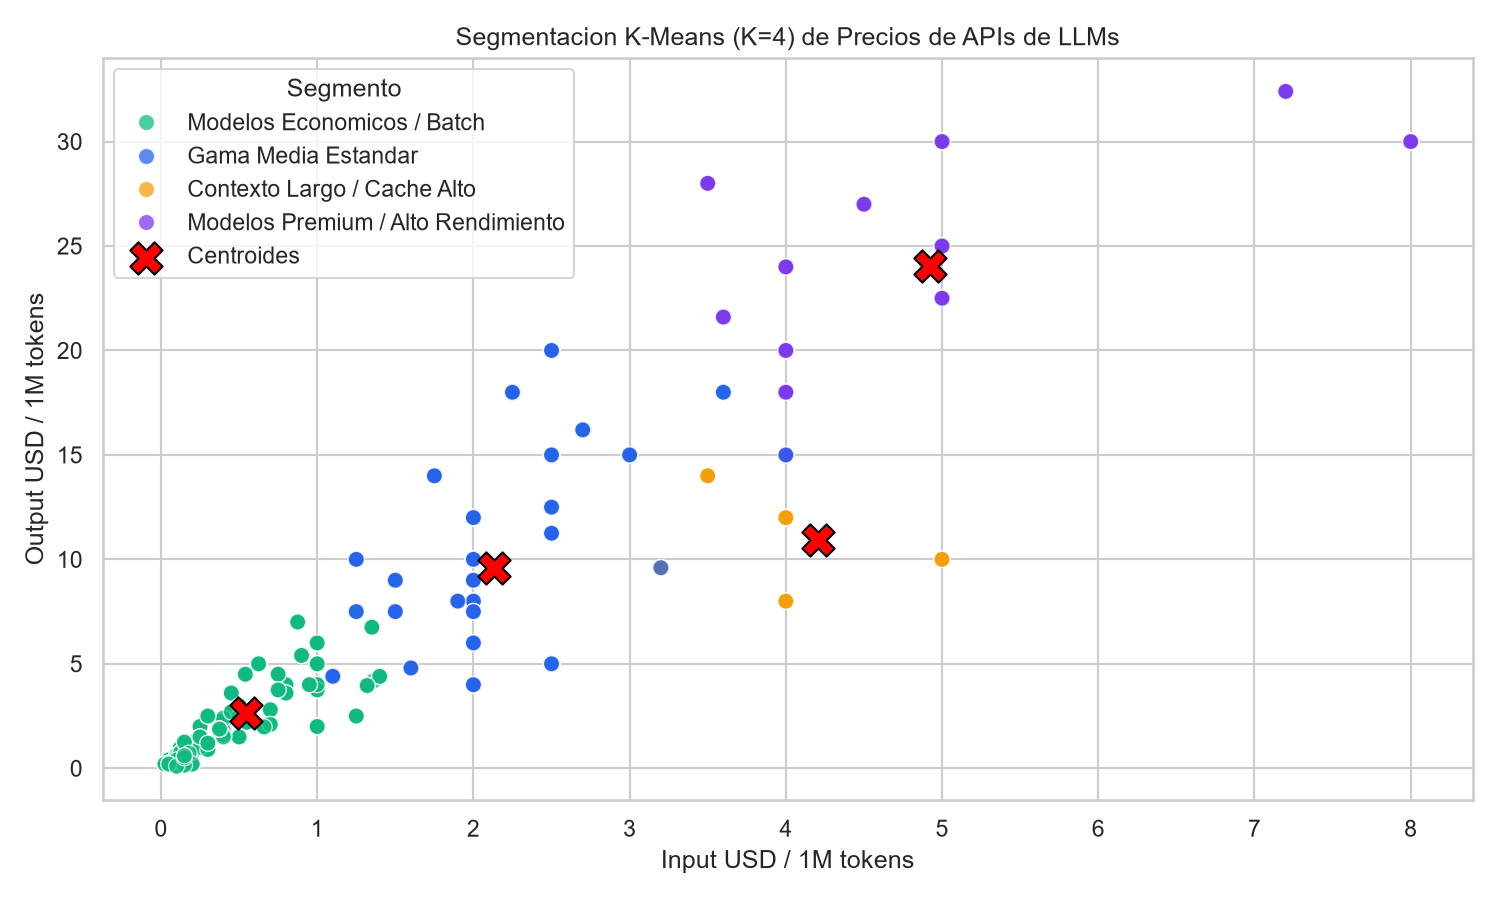 Segmentacion K-Means (K=4) de Precios de APIs de LLMs
Segmento
Modelos Economicos / Batch
Gama Media Estandar
Contexto Largo / Cache Alto
Modelos Premium / Alto Rendimiento
Centroides
Output USD / 1M tokens
30
25
20
15
10
5
0
0 1 2 3 4 5 6 7 8
Input USD / 1M tokens